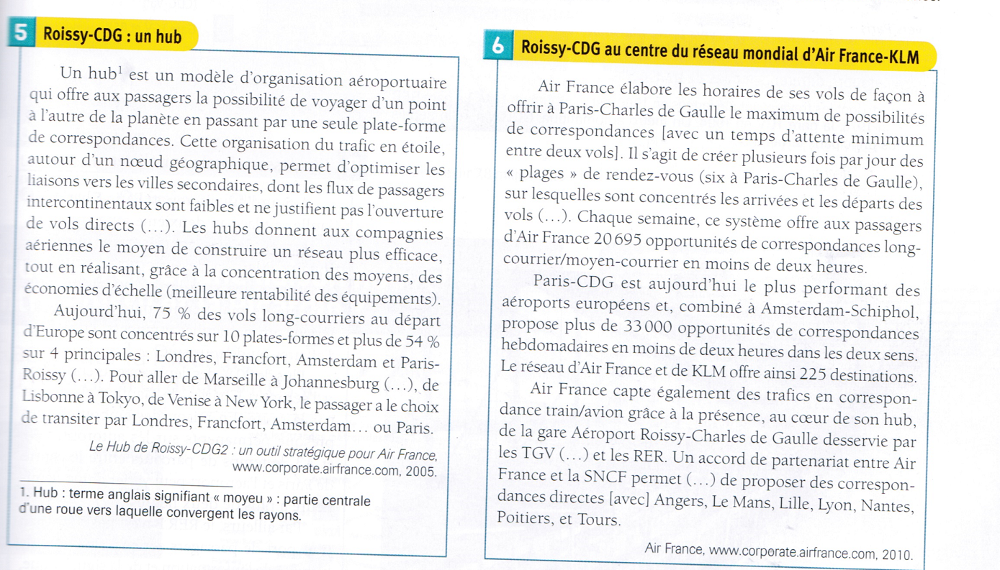 5 Roissy-CDG : un hub
Un hub¹ est un modèle d'organisation aéroportuaire
qui offre aux passagers la possibilité de voyager d'un point
à l'autre de la planète en passant par une seule plate-forme
de correspondances. Cette organisation du trafic en étoile,
autour d'un nœud géographique, permet d'optimiser les
liaisons vers les villes secondaires, dont les flux de passagers
intercontinentaux sont faibles et ne justifient pas l'ouverture
de vols directs (…). Les hubs donnent aux compagnies
aériennes le moyen de construire un réseau plus efficace,
tout en réalisant, grâce à la concentration des moyens, des
économies d'échelle (meilleure rentabilité des équipements).
Aujourd'hui, 75 % des vols long-courriers au départ
d'Europe sont concentrés sur 10 plates-formes et plus de 54 %
sur 4 principales : Londres, Francfort, Amsterdam et Paris-
Roissy (…). Pour aller de Marseille à Johannesburg (…), de
Lisbonne à Tokyo, de Venise à New York, le passager a le choix
de transiter par Londres, Francfort, Amsterdam… ou Paris.
Le Hub de Roissy-CDG2 : un outil stratégique pour Air France,
www.corporate.airfrance.com, 2005.
1. Hub : terme anglais signifiant « moyeu » : partie centrale
d'une roue vers laquelle convergent les rayons.
6 Roissy-CDG au centre du réseau mondial d'Air France-KLM
Air France élabore les horaires de ses vols de façon à
offrir à Paris-Charles de Gaulle le maximum de possibilités
de correspondances [avec un temps d'attente minimum
entre deux vols]. Il s'agit de créer plusieurs fois par jour des
« plages » de rendez-vous (six à Paris-Charles de Gaulle),
sur lesquelles sont concentrés les arrivées et les départs des
vols (…). Chaque semaine, ce système offre aux passagers
d'Air France 20 695 opportunités de correspondances long-
courrier/moyen-courrier en moins de deux heures.
Paris-CDG est aujourd'hui le plus performant des
aéroports européens et, combiné à Amsterdam-Schiphol,
propose plus de 33 000 opportunités de correspondances
hebdomadaires en moins de deux heures dans les deux sens.
Le réseau d'Air France et de KLM offre ainsi 225 destinations.
Air France capte également des trafics en correspon-
dance train/avion grâce à la présence, au cœur de son hub,
de la gare Aéroport Roissy-Charles de Gaulle desservie par
les TGV (…) et les RER. Un accord de partenariat entre Air
France et la SNCF permet (…) de proposer des correspon-
dances directes [avec] Angers, Le Mans, Lille, Lyon, Nantes,
Poitiers, et Tours.
Air France, www.corporate.airfrance.com, 2010.